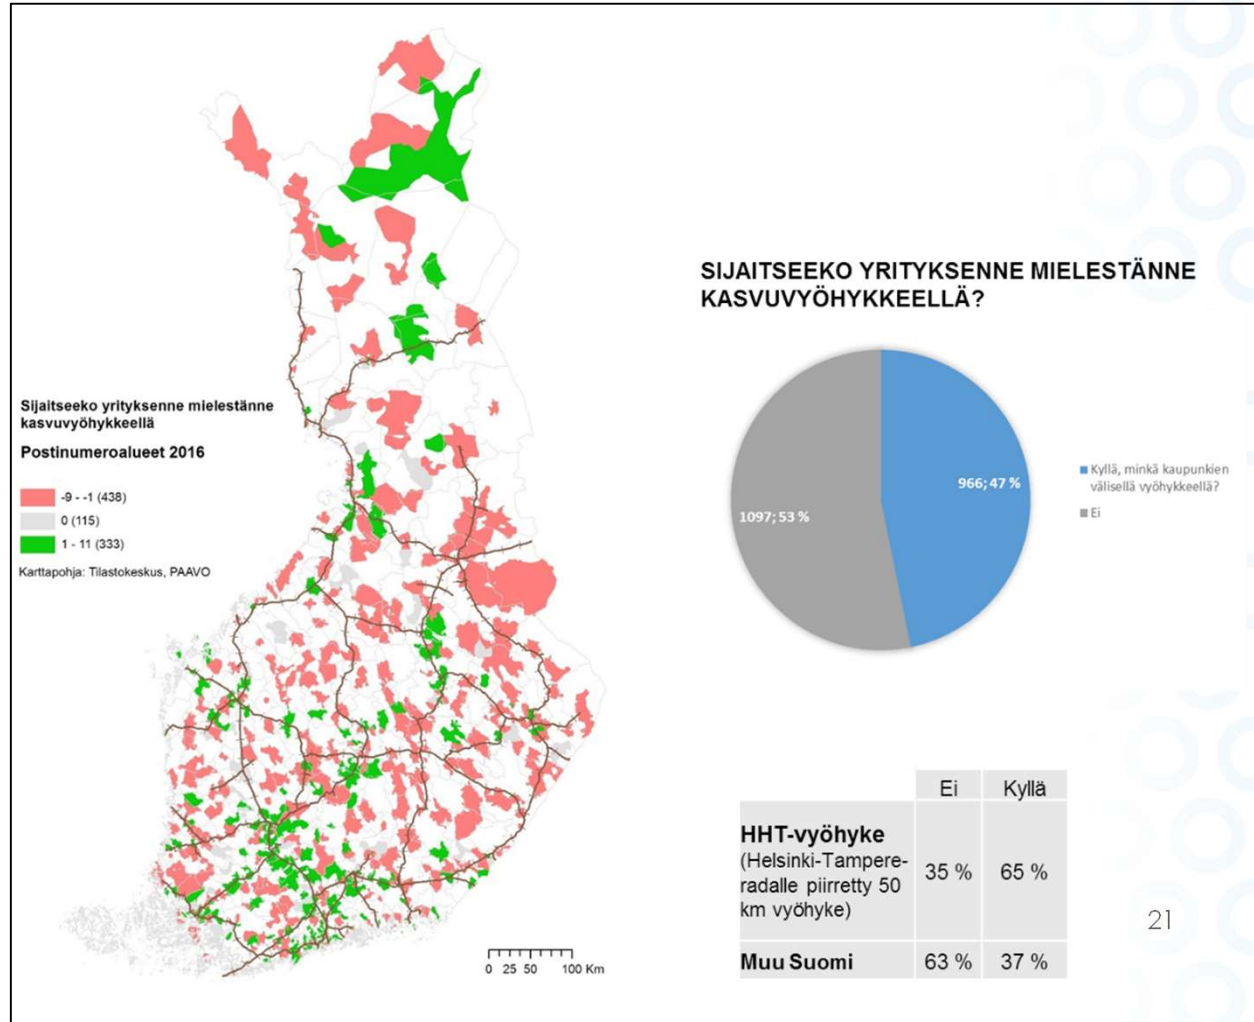 Sijaitseeko yrityksenne mielestänne
kasvuvyöhykkeellä
Postinumeroalueet 2016
-9 - -1 (438)
0 (115)
1 - 11 (333)
Karttapohja: Tilastokeskus, PAAVO
0 25 50 100 Km
SIJAITSEEKO YRITYKSENNE MIELESTÄNNE
KASVUVYÖHYKKEELLÄ?
966; 47 %
1097; 53 %
Kyllä, minkä kaupunkien
välisellä vyöhykkeellä?
Ei
Ei Kyllä
HHT-vyöhyke
(Helsinki-Tampere-
radalle piirretty 50
km vyöhyke)
35 % 65 %
Muu Suomi 63 % 37 %
21